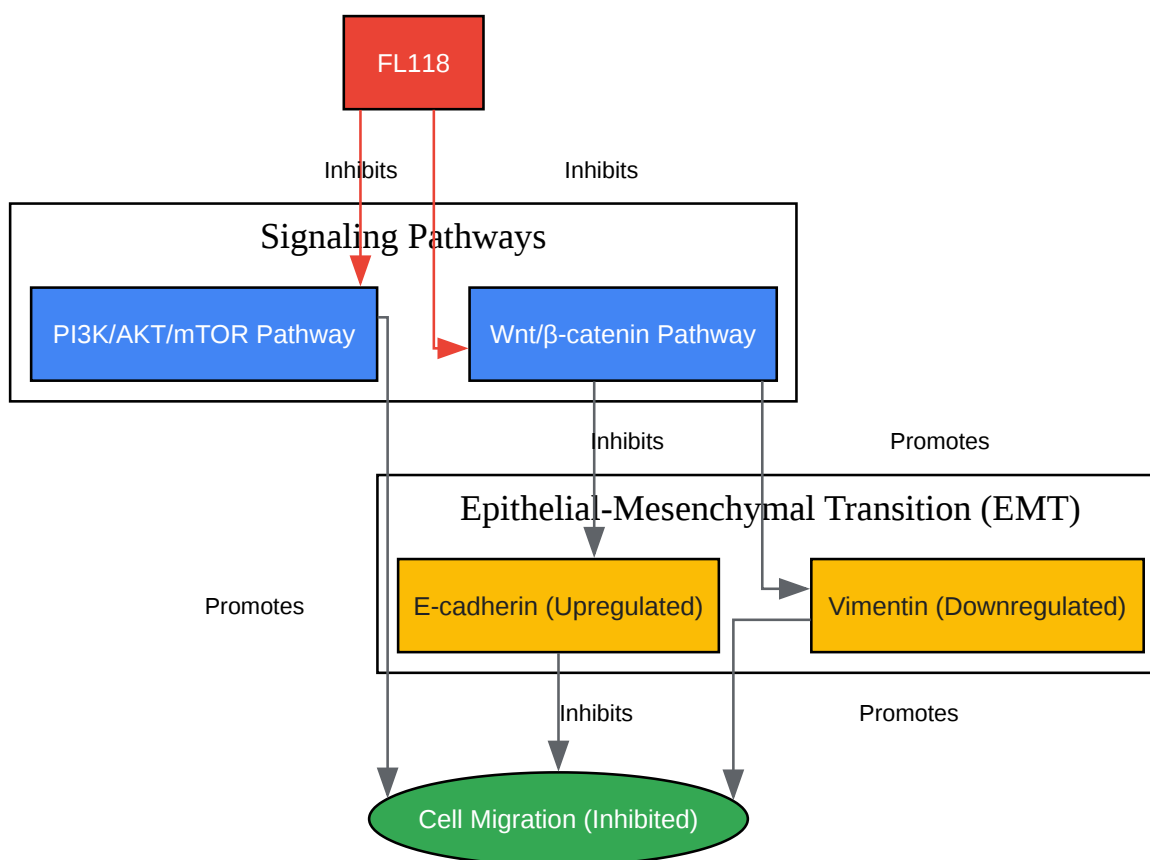 FL118
Inhibits
Inhibits
Signaling Pathways
PI3K/AKT/mTOR Pathway
Wnt/β-catenin Pathway
Inhibits
Promotes
Epithelial-Mesenchymal Transition (EMT)
Promotes
E-cadherin (Upregulated)
Vimentin (Downregulated)
Inhibits
Promotes
Cell Migration (Inhibited)